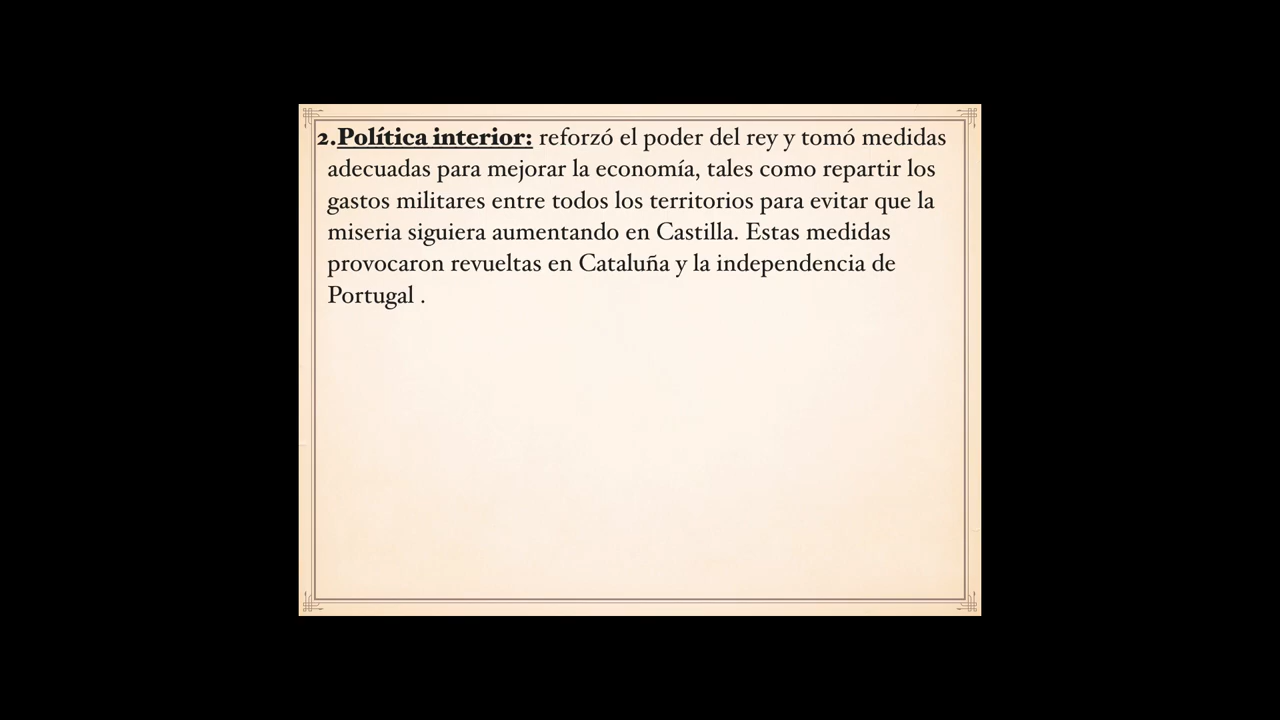 2.Política interior: reforzó el poder del rey y tomó medidas
adecuadas para mejorar la economía, tales como repartir los
gastos militares entre todos los territorios para evitar que la
miseria siguiera aumentando en Castilla. Estas medidas
provocaron revueltas en Cataluña y la independencia de
Portugal .